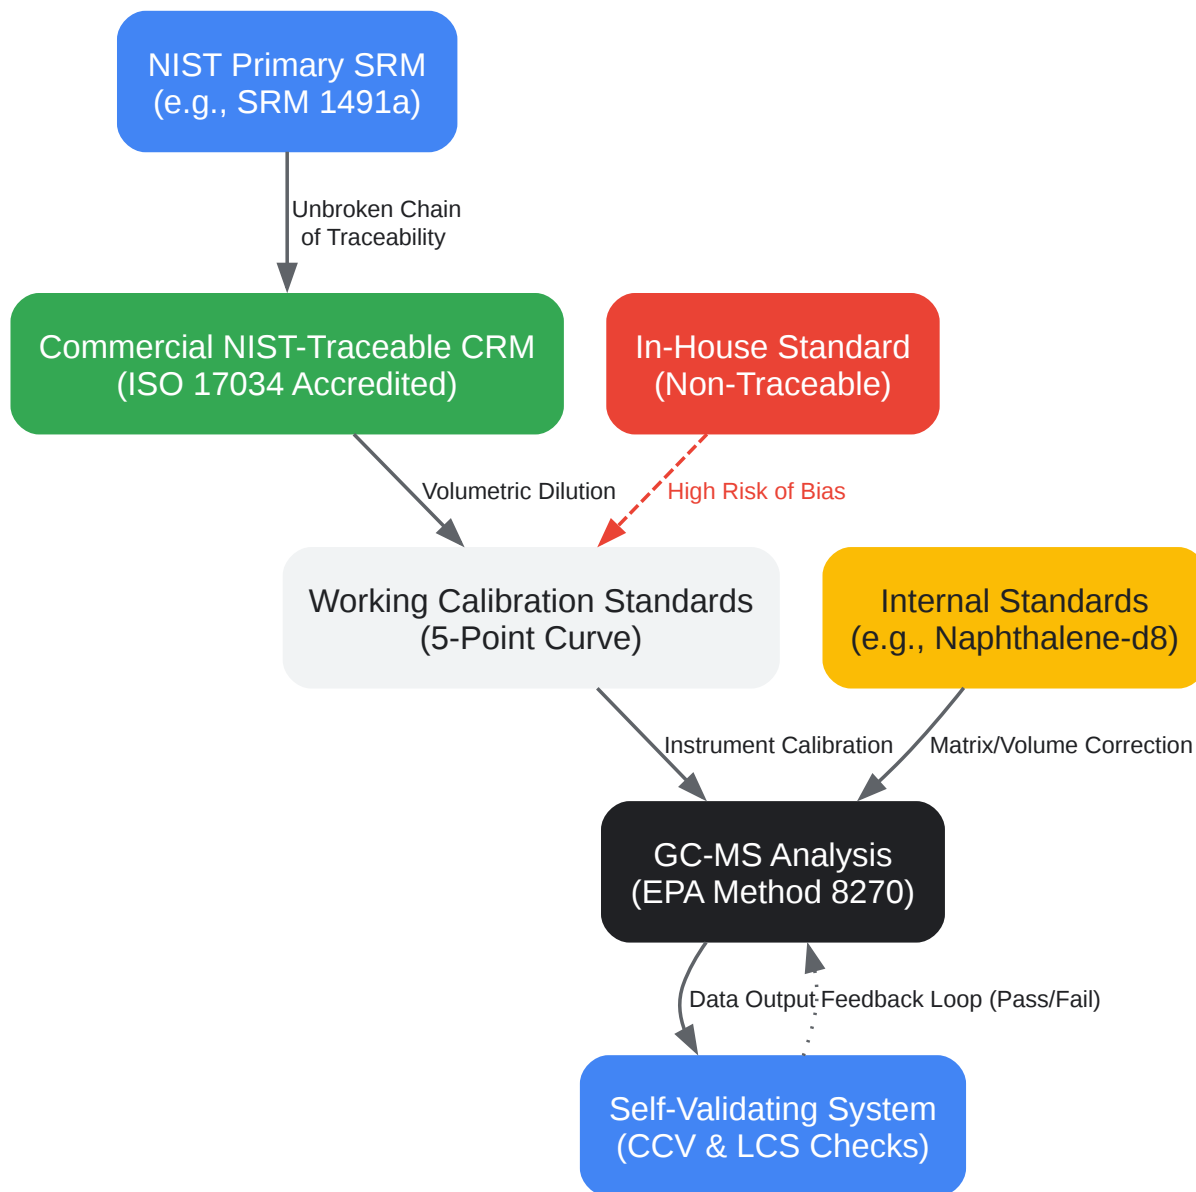 NIST Primary SRM
(e.g., SRM 1491a)
Unbroken Chain
of Traceability
Commercial NIST-Traceable CRM
(ISO 17034 Accredited)
In-House Standard
(Non-Traceable)
Volumetric Dilution
High Risk of Bias
Working Calibration Standards
(5-Point Curve)
Internal Standards
(e.g., Naphthalene-d8)
Instrument Calibration
Matrix/Volume Correction
GC-MS Analysis
(EPA Method 8270)
Data Output
Feedback Loop (Pass/Fail)
Self-Validating System
(CCV & LCS Checks)